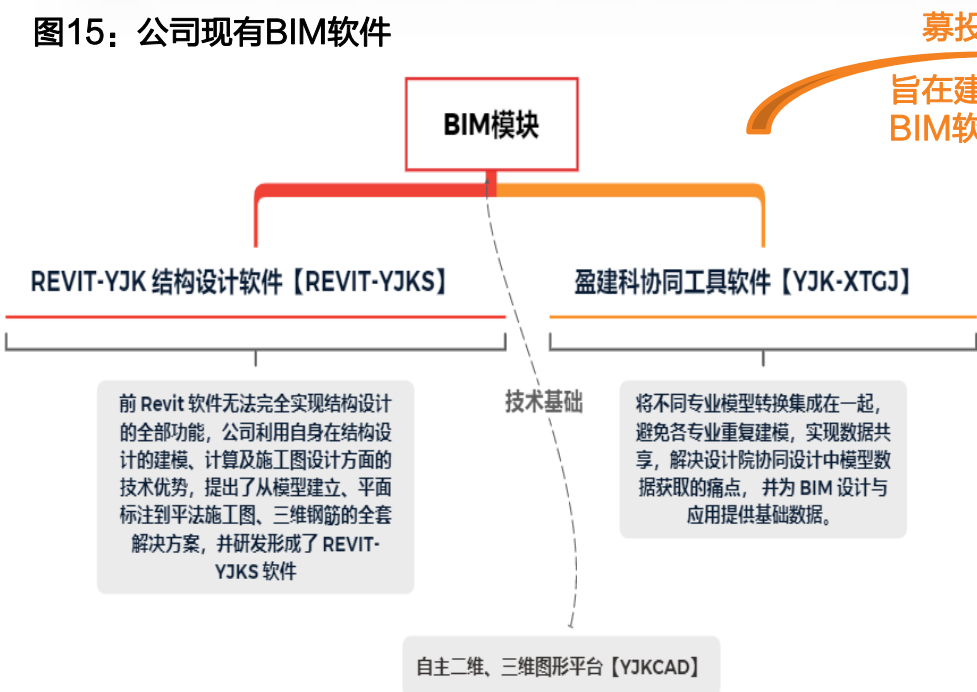 图15：公司现有BIM软件
募投
旨在建
BIM软
BIM模块
REVIT-YJK 结构设计软件【REVIT-YJKS】
盈建科协同工具软件【YJK-XTGJ】
技术基础
前 Revit 软件无法完全实现结构设计
的全部功能，公司利用自身在结构设
计的建模、计算及施工图设计方面的
技术优势，提出了从模型建立、平面
标注到平法施工图、三维钢筋的全套
解决方案，并研发形成了 REVIT-
YJKS 软件
将不同专业模型转换集成在一起，
避免各专业重复建模，实现数据共
享，解决设计院协同设计中模型数
据获取的痛点， 并为 BIM 设计与
应用提供基础数据。
自主二维、三维图形平台【YJKCAD】